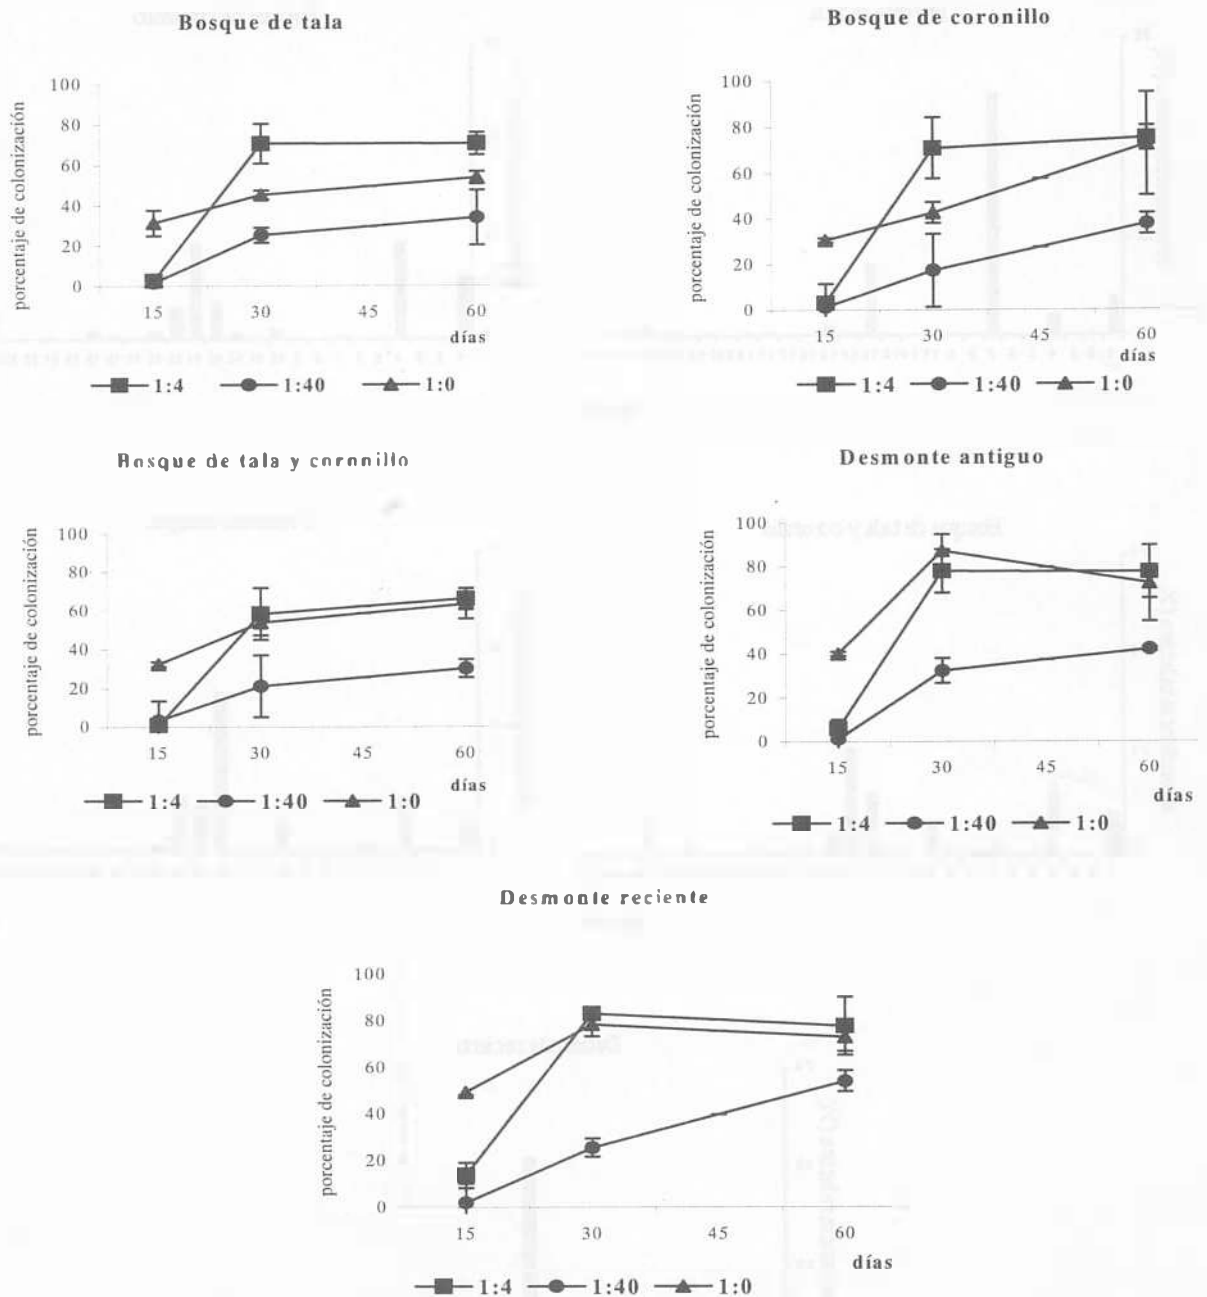 Bosque de tala
porcentaje de colonización
100
80
60
40
20
0
15 30 45 60
días
1:4 1:40 1:0
Bosque de coronillo
porcentaje de colonización
100
80
60
40
20
0
15 30 45 60
días
1:4 1:40 1:0
Bosque de tala y coronillo
porcentaje de colonización
100
80
60
40
20
0
15 30 45 60
días
1:4 1:40 1:0
Desmonte antiguo
porcentaje de colonización
100
80
60
40
20
0
15 30 45 60
días
1:4 1:40 1:0
Desmonte reciente
porcentaje de colonización
100
80
60
40
20
0
15 30 45 60
días
1:4 1:40 1:0